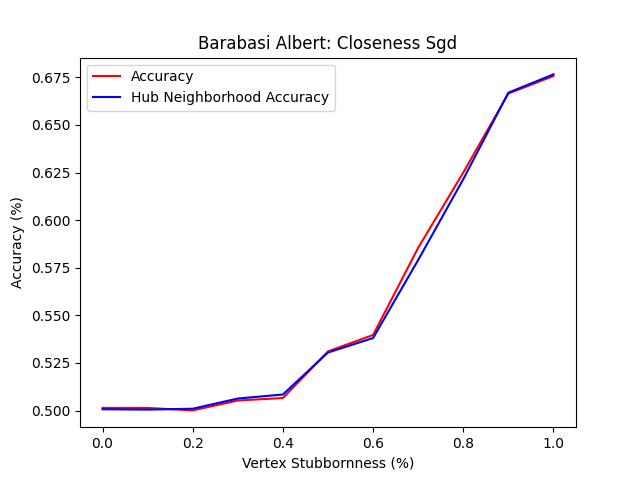 Barabasi Albert: Closeness Sgd
Accuracy
Hub Neighborhood Accuracy
0.675
0.650
0.625
0.600
0.575
0.550
0.525
0.500
Accuracy (%)
0.0 0.2 0.4 0.6 0.8 1.0
Vertex Stubbornness (%)